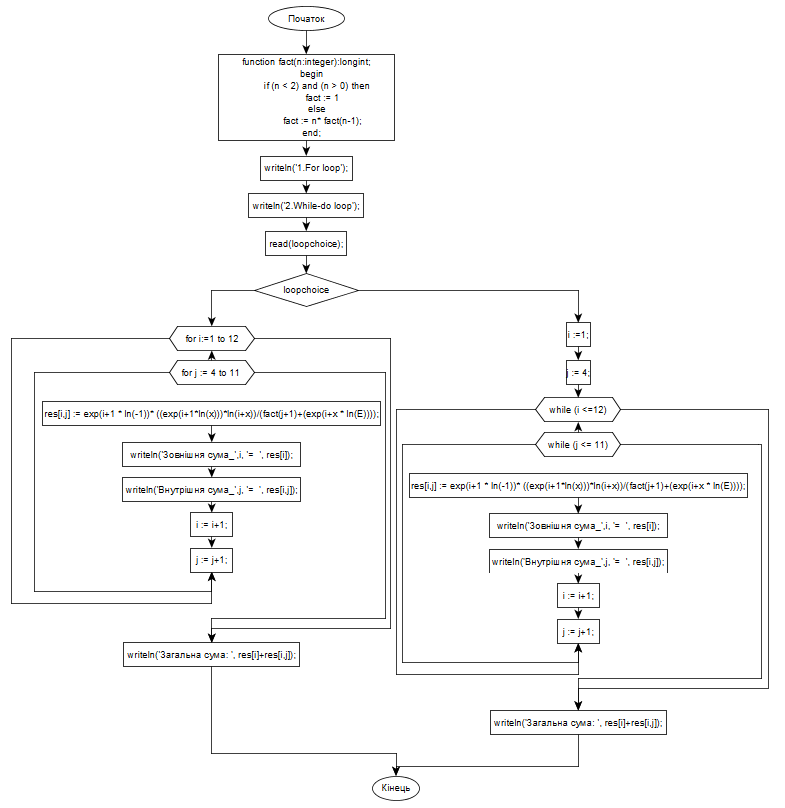 Початок
function fact(n:integer):longint;
begin
if (n < 2) and (n > 0) then
fact := 1
else
fact := n* fact(n-1);
end;
writeln('1.For loop');
writeln('2.While-do loop');
read(loopchoice);
loopchoice
for i:=1 to 12
for j := 4 to 11
res[i,j] := exp(i+1 * ln(-1))* ((exp(i+1*ln(x)))*ln(i+x))/(fact(j+1)+(exp(i+x * ln(E))));
writeln('Зовнішня сума_',i, '= ', res[i]);
writeln('Внутрішня сума_',j, '= ', res[i,j]);
i := i+1;
j := j+1;
writeln('Загальна сума: ', res[i]+res[i,j]);
i :=1;
j := 4;
while (i <=12)
while (j <= 11)
res[i,j] := exp(i+1 * ln(-1))* ((exp(i+1*ln(x)))*ln(i+x))/(fact(j+1)+(exp(i+x * ln(E))));
writeln('Зовнішня сума_',i, '= ', res[i]);
writeln('Внутрішня сума_',j, '= ', res[i,j]);
i := i+1;
j := j+1;
writeln('Загальна сума: ', res[i]+res[i,j]);
Кінець